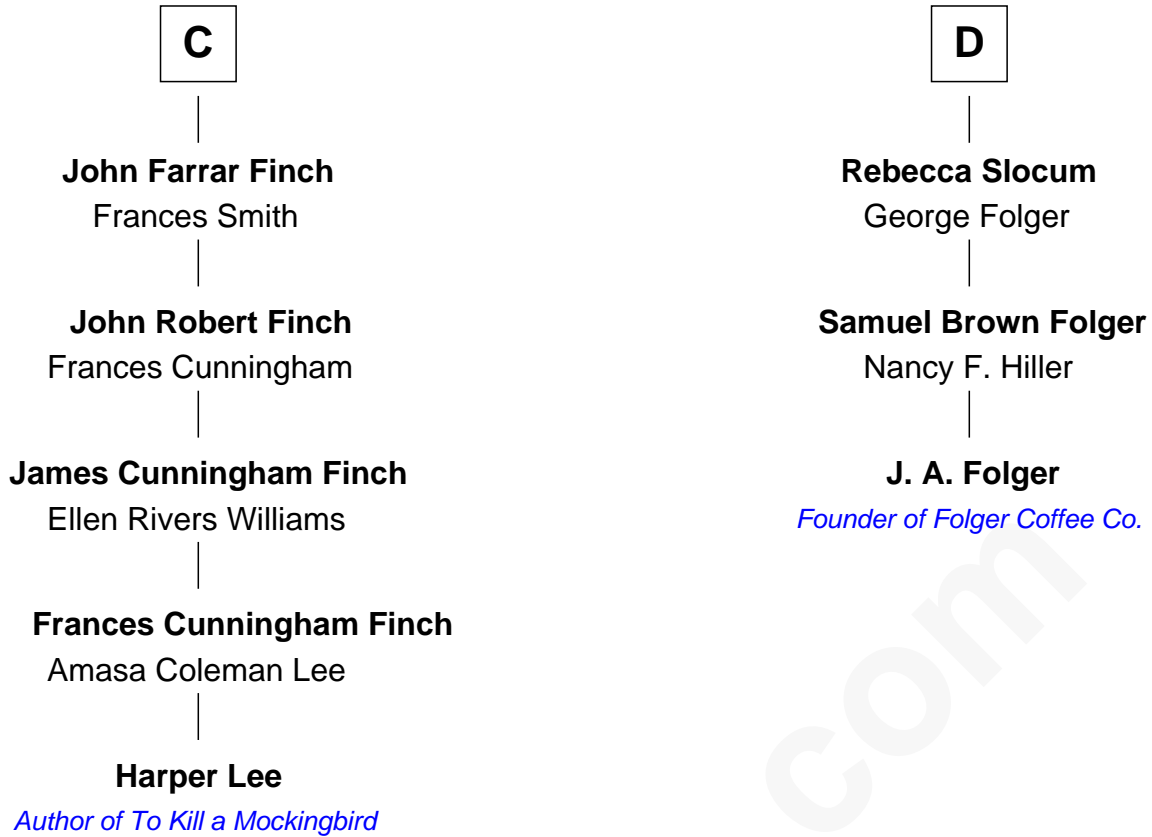 C
John Farrar Finch
Frances Smith
John Robert Finch
Frances Cunningham
James Cunningham Finch
Ellen Rivers Williams
Frances Cunningham Finch
Amasa Coleman Lee
Harper Lee
Author of To Kill a Mockingbird
D
Rebecca Slocum
George Folger
Samuel Brown Folger
Nancy F. Hiller
J. A. Folger
Founder of Folger Coffee Co.
com